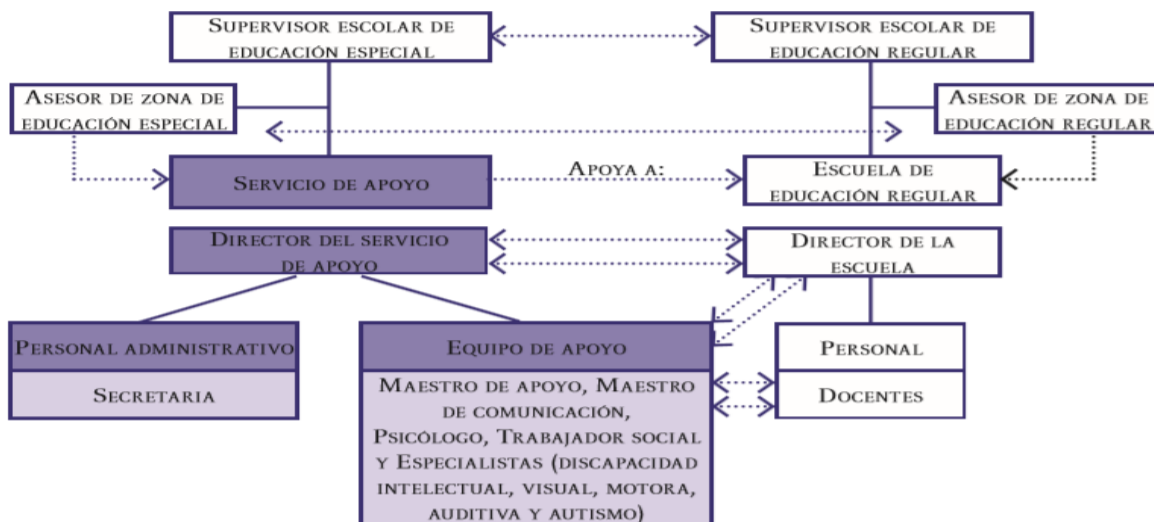 SUPERVISOR ESCOLAR DE
EDUCACIÓN ESPECIAL
SUPERVISOR ESCOLAR DE
EDUCACIÓN REGULAR
ASESOR DE ZONA DE
EDUCACIÓN ESPECIAL
ASESOR DE ZONA DE
EDUCACIÓN REGULAR
SERVICIO DE APOYO
APOYA A:
ESCUELA DE
EDUCACIÓN REGULAR
DIRECTOR DEL SERVICIO
DE APOYO
DIRECTOR DE LA
ESCUELA
PERSONAL ADMINISTRATIVO
SECRETARIA
EQUIPO DE APOYO
MAESTRO DE APOYO, MAESTRO
DE COMUNICACIÓN,
PSICÓLOGO, TRABAJADOR SOCIAL
Y ESPECIALISTAS (DISCAPACIDAD
INTELECTUAL, VISUAL, MOTORA,
AUDITIVA Y AUTISMO)
PERSONAL
DOCENTES